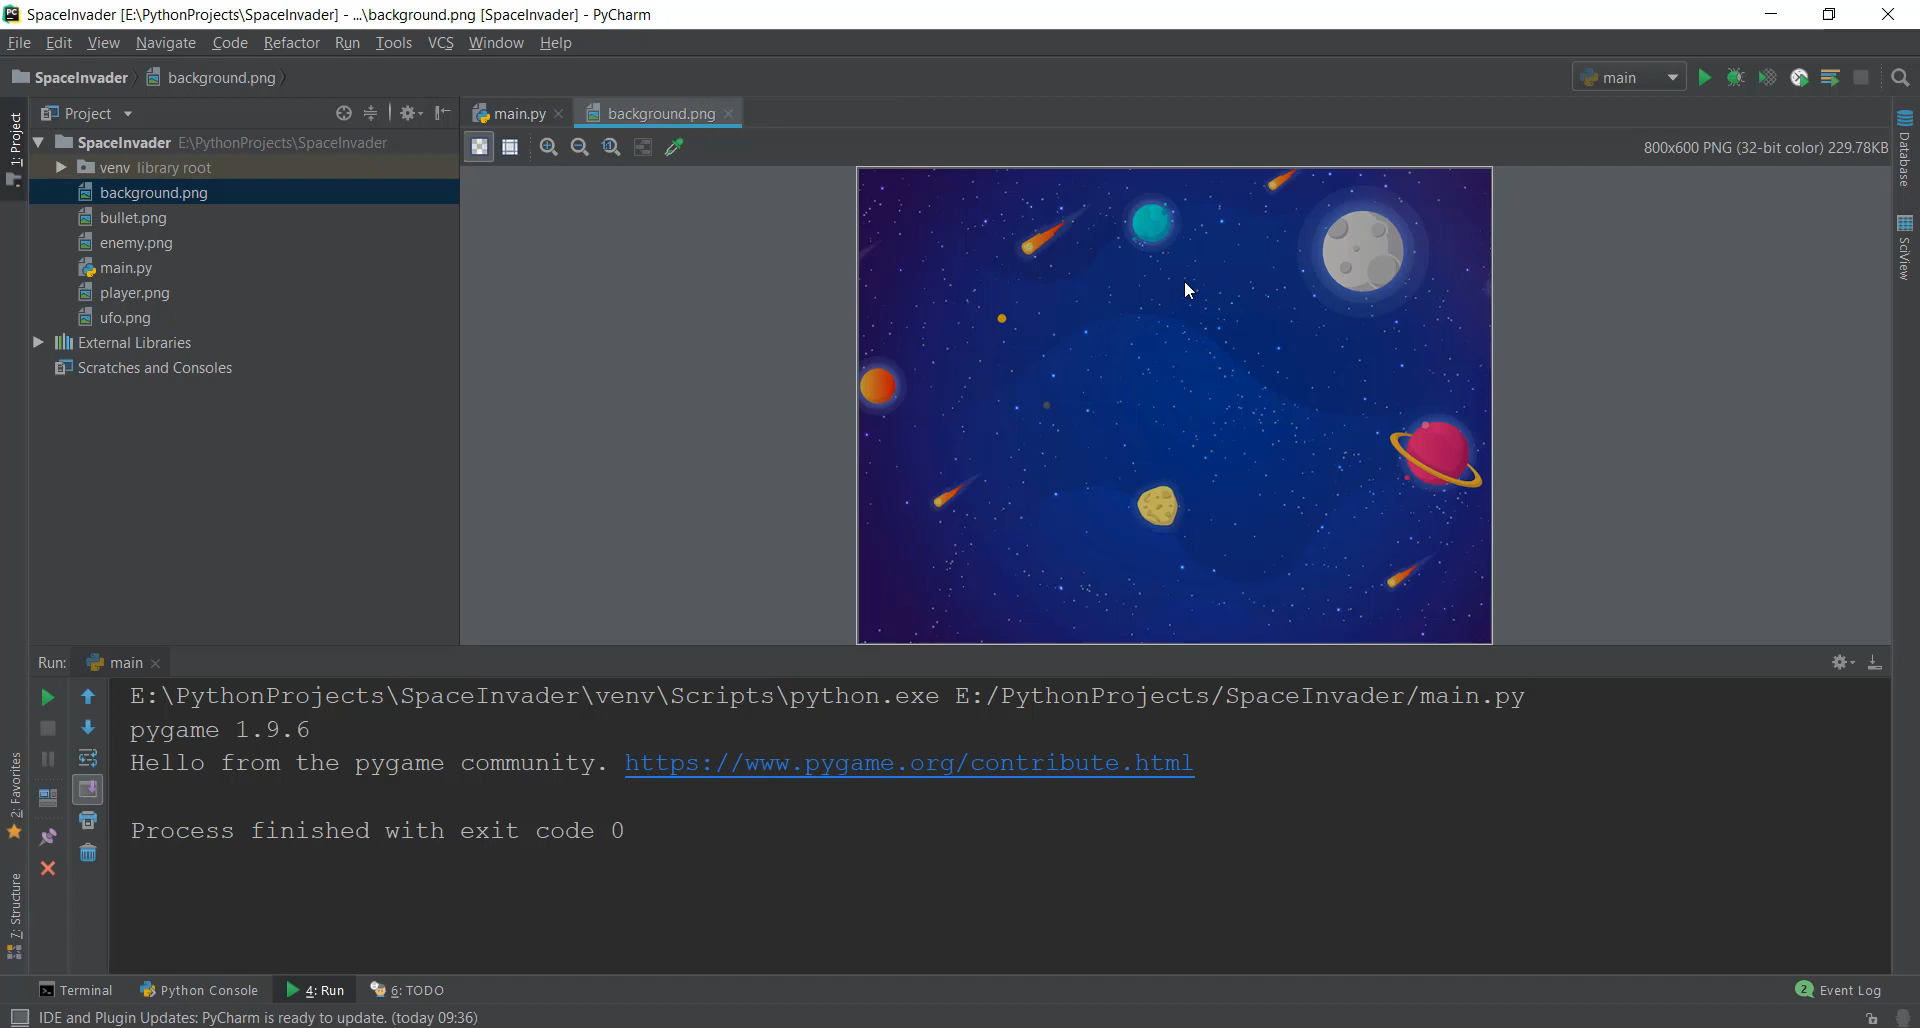 SpaceInvader [E:\PythonProjects\SpaceInvader] - ...\background.png [SpaceInvader] - PyCharm
File Edit View Navigate Code Refactor Run Tools VCS Window Help
SpaceInvader background.png
main
1: Project
Project
main.py
background.png
SpaceInvader E:\PythonProjects\SpaceInvader
800x600 PNG (32-bit color) 229.78KB
venv library root
background.png
bullet.png
enemy.png
main.py
player.png
ufo.png
External Libraries
Scratches and Consoles
Database
SciView
Run: main
E:\PythonProjects\SpaceInvader\venv\Scripts\python.exe E:/PythonProjects/SpaceInvader/main.py
pygame 1.9.6
Hello from the pygame community. https://www.pygame.org/contribute.html
Process finished with exit code 0
2: Favorites
7: Structure
Terminal Python Console 4: Run 6: TODO
2 Event Log
IDE and Plugin Updates: PyCharm is ready to update. (today 09:36)